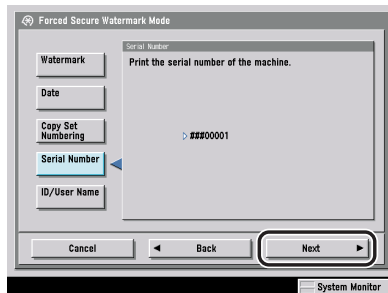 Forced Secure Watermark Mode
Serial Number
Watermark
Print the serial number of the machine.
Date
Copy Set
Numbering
###00001
Serial Number
ID/User Name
Cancel
Back
Next
System Monitor